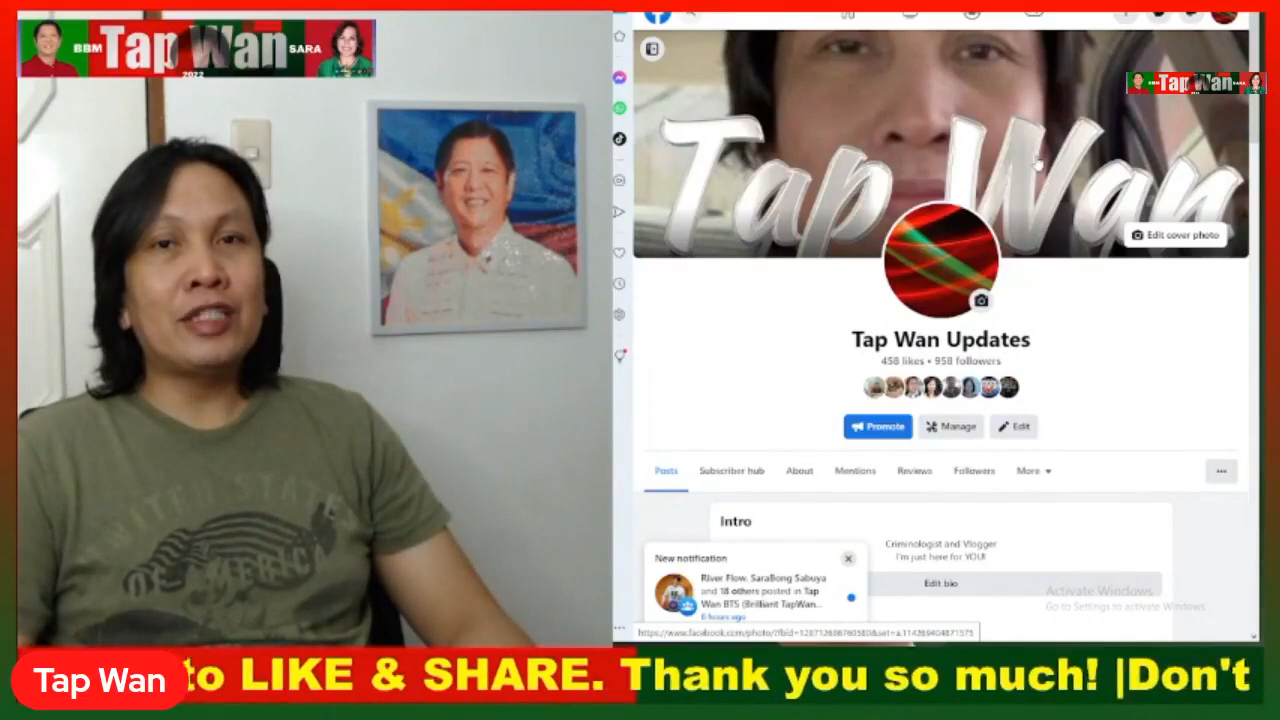 BBM Tap Wan SARA
2022
UNITED STATES
OF AMERICA
Tap Wan
BBM Tap Wan SARA
Edit cover photo
Tap Wan Updates
458 likes • 958 followers
Promote
Manage
Edit
Posts
Subscriber hub
About
Mentions
Reviews
Followers
More
Intro
Criminologist and Vlogger
I'm just here for YOU!
Edit bio
New notification
River Flow, SaraBong Sabuya
and 18 others posted in Tap
Wan BTS (Brilliant TapWan...
6 hours ago
Activate Windows
Go to Settings to activate Windows
Tap Wan
to LIKE & SHARE. Thank you so much! |Don't